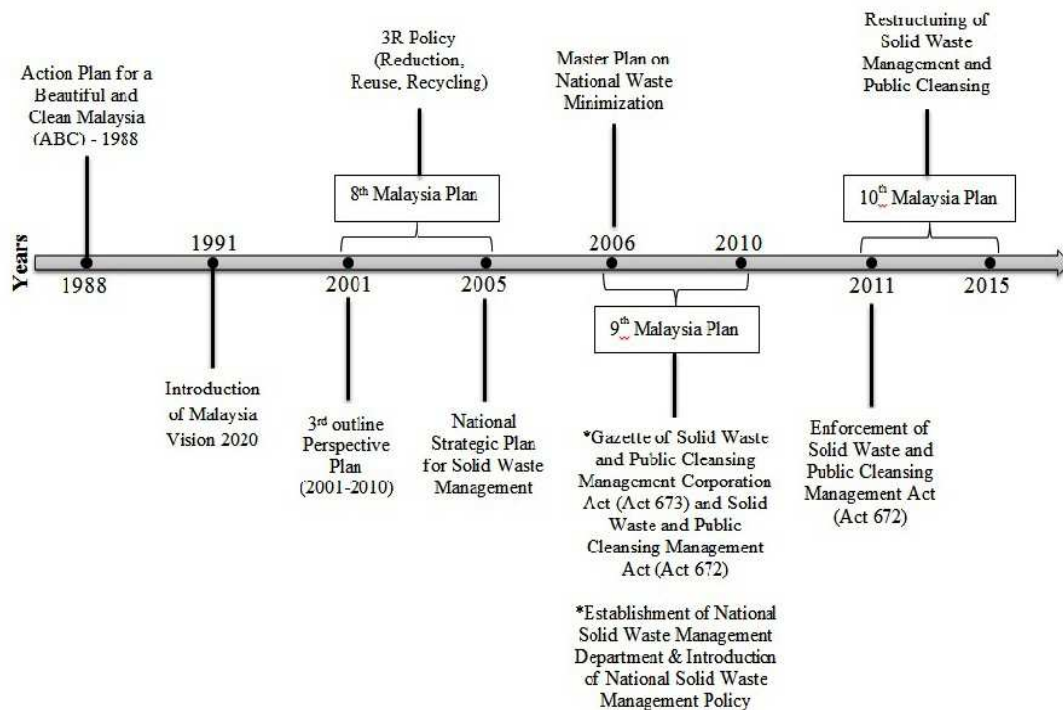 Action Plan for a
Beautiful and
Clean Malaysia
(ABC) - 1988
3R Policy
(Reduction,
Reuse, Recycling)
Master Plan on
National Waste
Minimization
Restructuring of
Solid Waste
Management and
Public Cleansing
8th Malaysia Plan
10th Malaysia Plan
1991
2006
2010
Years
1988
2001
2005
2011
2015
9th Malaysia Plan
Introduction
of Malaysia
Vision 2020
3rd outline
Perspective
Plan
(2001-2010)
National
Strategic Plan
for Solid Waste
Management
*Gazette of Solid Waste
and Public Cleansing
Management Corporation
Act (Act 673) and Solid
Waste and Public
Cleansing Management
Act (Act 672)
*Establishment of National
Solid Waste Management
Department & Introduction
of National Solid Waste
Management Policy
Enforcement of
Solid Waste and
Public Cleansing
Management Act
(Act 672)